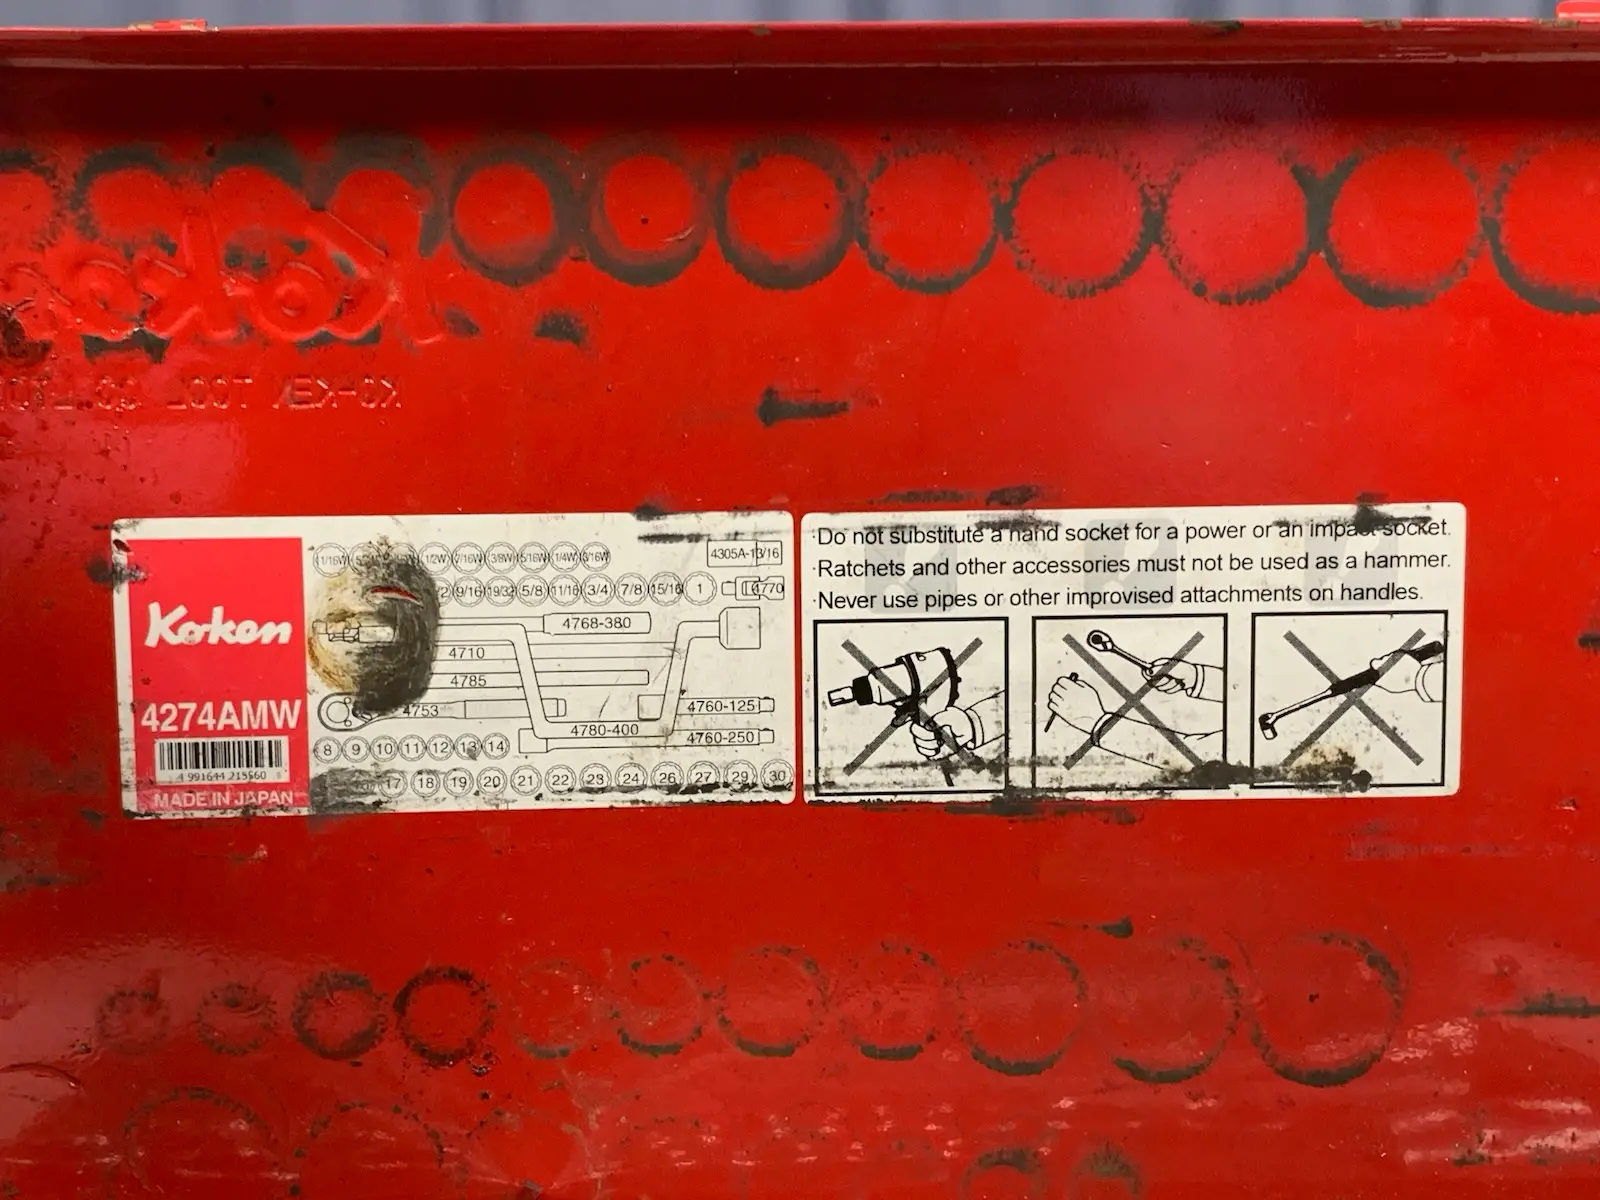 Ko-ken
4274AMW
4 991644 215560
MADE IN JAPAN
11/16W 1/2W 7/16W 3/8W 5/16W 1/4W 3/16W
4305A-13/16
9/16 19/32 5/8 11/16 3/4 7/8 15/16 1
4770
4768-380
4710
4785
4753
4760-125
4780-400
4760-250
8 9 10 11 12 13 14
17 18 19 20 21 22 23 24 26 27 29 30
·Do not substitute a hand socket for a power or an impact socket.
·Ratchets and other accessories must not be used as a hammer.
·Never use pipes or other improvised attachments on handles.